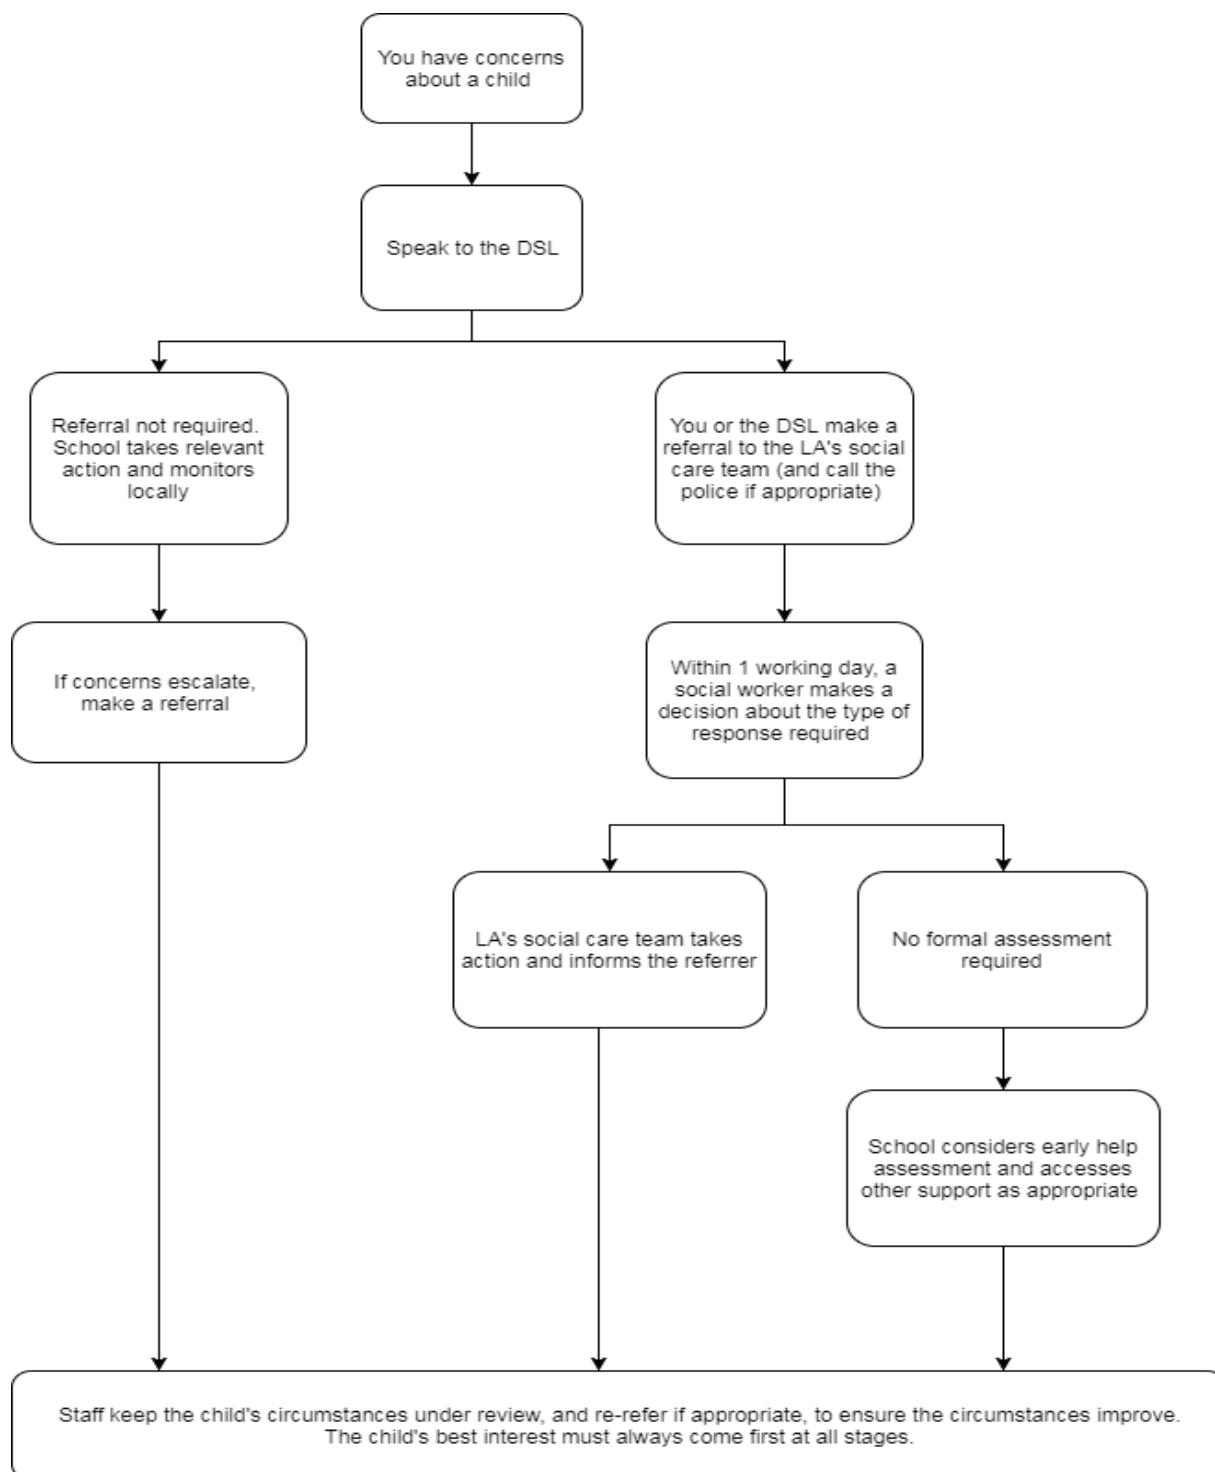 You have concerns
about a child
Speak to the DSL
Referral not required.
School takes relevant
action and monitors
locally
You or the DSL make a
referral to the LA's social
care team (and call the
police if appropriate)
If concerns escalate,
make a referral
Within 1 working day, a
social worker makes a
decision about the type of
response required
LA's social care team takes
action and informs the referrer
No formal assessment
required
School considers early help
assessment and accesses
other support as appropriate
Staff keep the child's circumstances under review, and re-refer if appropriate, to ensure the circumstances improve.
The child's best interest must always come first at all stages.